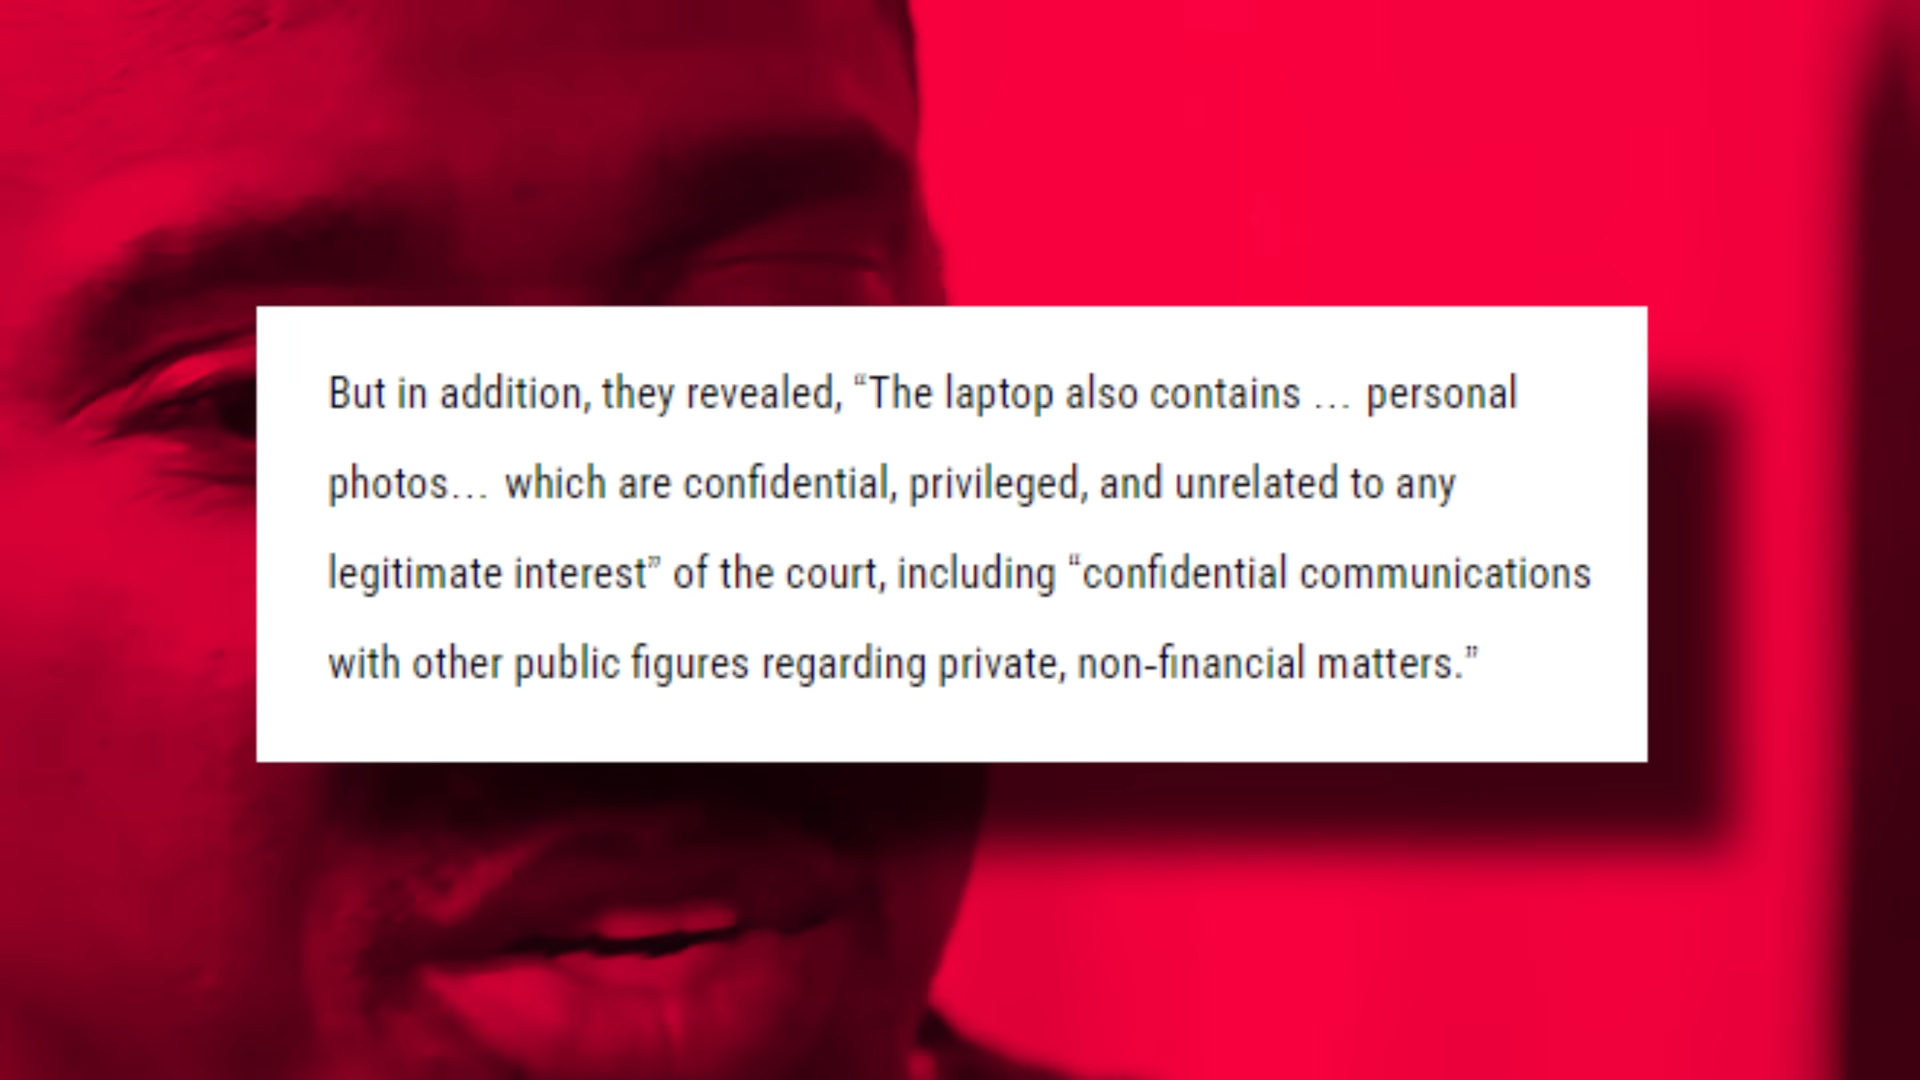 But in addition, they revealed, “The laptop also contains … personal
photos… which are confidential, privileged, and unrelated to any
legitimate interest” of the court, including “confidential communications
with other public figures regarding private, non-financial matters.”